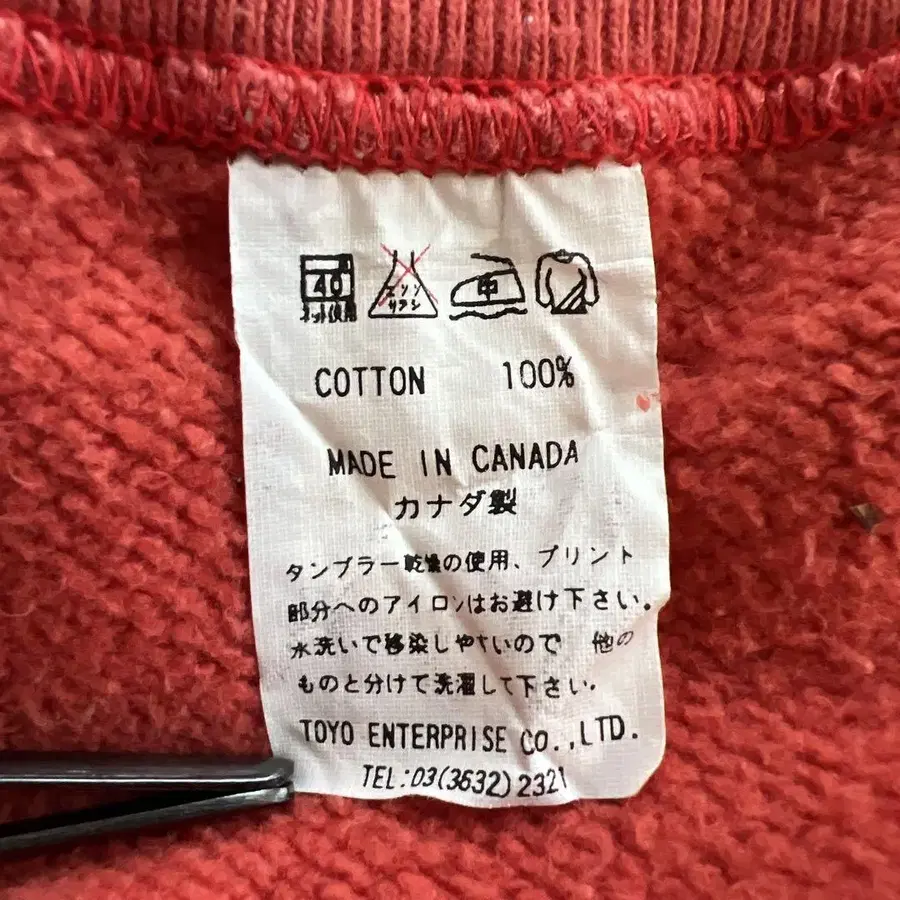 40 エンソ 中
ネット使用 サラシ
COTTON 100%
MADE IN CANADA
カナダ製
タンブラー乾燥の使用、プリント
部分へのアイロンはお避け下さい。
水洗いで移染しやすいので 他の
ものと分けて洗濯して下さい。
TOYO ENTERPRISE CO.,LTD.
TEL:03(3632)2321